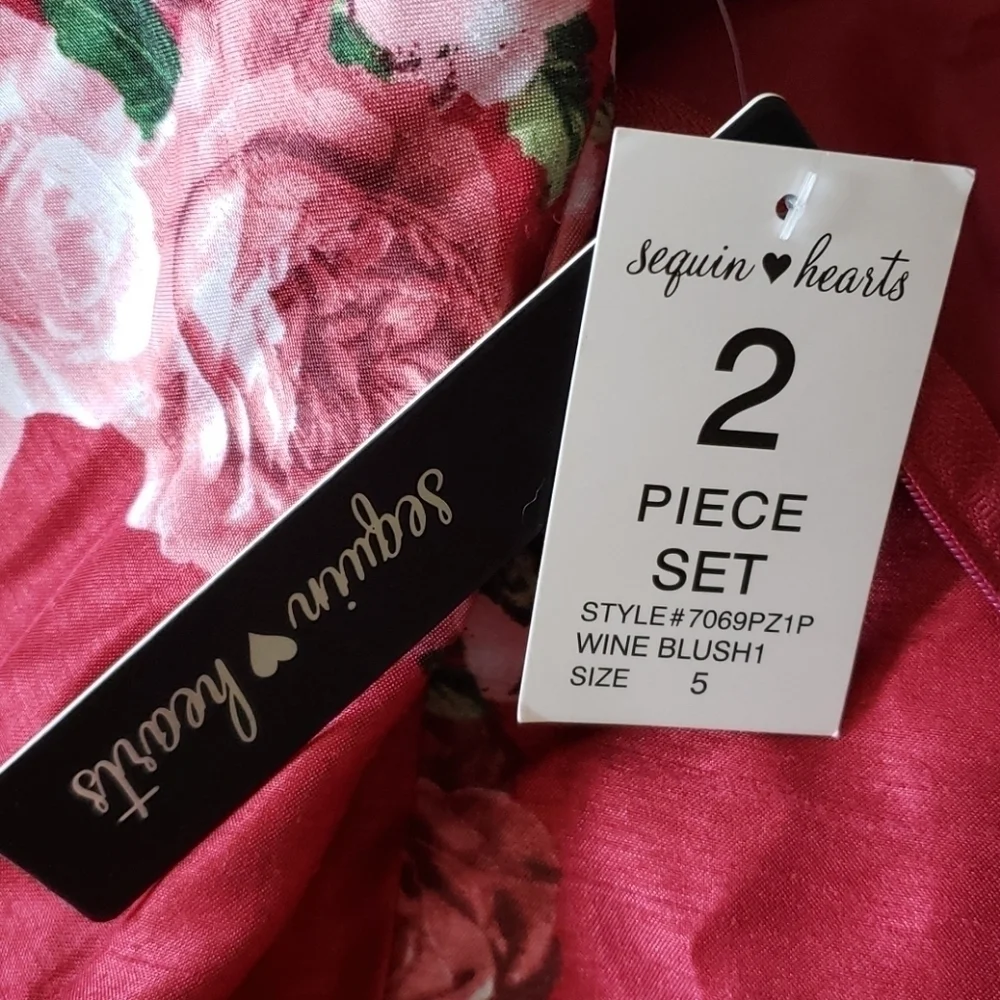 sequin♥hearts
2
PIECE
SET
STYLE#7069PZ1P
WINE BLUSH1
SIZE 5
sequin♥hearts